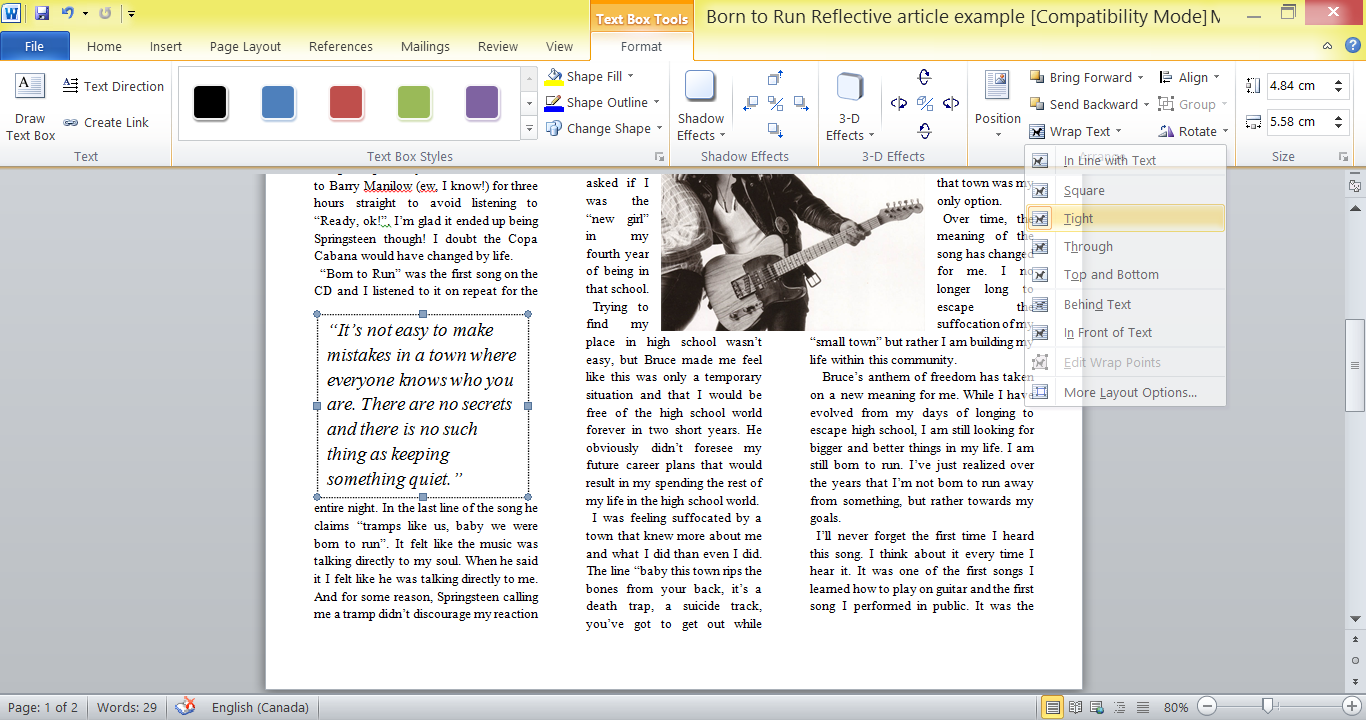 Text Box Tools
Born to Run Reflective article example [Compatibility Mode] M
File
Home
Insert
Page Layout
References
Mailings
Review
View
Format
Draw
Text Box
Text Direction
Create Link
Text
Text Box Styles
Shape Fill
Shape Outline
Change Shape
Shadow
Effects
Shadow Effects
3-D
Effects
3-D Effects
Position
Bring Forward
Send Backward
Wrap Text
Align
Group
Rotate
4.84 cm
5.58 cm
Size
In Line with Text
Square
Tight
Through
Top and Bottom
Behind Text
In Front of Text
Edit Wrap Points
More Layout Options...
to Barry Manilow (ew, I know!) for three
hours straight to avoid listening to
“Ready, ok!”, I’m glad it ended up being
Springsteen though! I doubt the Copa
Cabana would have changed by life.
“Born to Run” was the first song on the
CD and I listened to it on repeat for the
“It’s not easy to make
mistakes in a town where
everyone knows who you
are. There are no secrets
and there is no such
thing as keeping
something quiet.”
entire night. In the last line of the song he
claims “tramps like us, baby we were
born to run”. It felt like the music was
talking directly to my soul. When he said
it I felt like he was talking directly to me.
And for some reason, Springsteen calling
me a tramp didn’t discourage my reaction
asked if I
was the
“new girl”
in my
fourth year
of being in
that school.
Trying to
find my
place in high school wasn’t
easy, but Bruce made me feel
like this was only a temporary
situation and that I would be
free of the high school world
forever in two short years. He
obviously didn’t foresee my
future career plans that would
result in my spending the rest of
my life in the high school world.
I was feeling suffocated by a
town that knew more about me
and what I did than even I did.
The line “baby this town rips the
bones from your back, it’s a
death trap, a suicide track,
you’ve got to get out while
that town was my
only option.
Over time, the
meaning of the
song has changed
for me. I no
longer long to
escape the
suffocation of my
“small town” but rather I am building my
life within this community.
Bruce’s anthem of freedom has taken
on a new meaning for me. While I have
evolved from my days of longing to
escape high school, I am still looking for
bigger and better things in my life. I am
still born to run. I’ve just realized over
the years that I’m not born to run away
from something, but rather towards my
goals.
I’ll never forget the first time I heard
this song. I think about it every time I
hear it. It was one of the first songs I
learned how to play on guitar and the first
song I performed in public. It was the
Page: 1 of 2
Words: 29
English (Canada)
80%